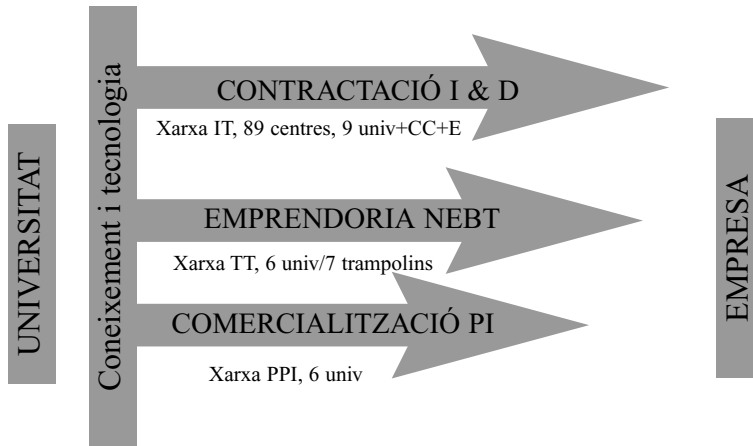 UNIVERSITAT
Coneixement i tecnologia
CONTRACTACIÓ I & D
Xarxa IT, 89 centres, 9 univ+CC+E
EMPRENDORIA NEBT
Xarxa TT, 6 univ/7 trampolins
COMERCIALITZACIÓ PI
Xarxa PPI, 6 univ
EMPRESA